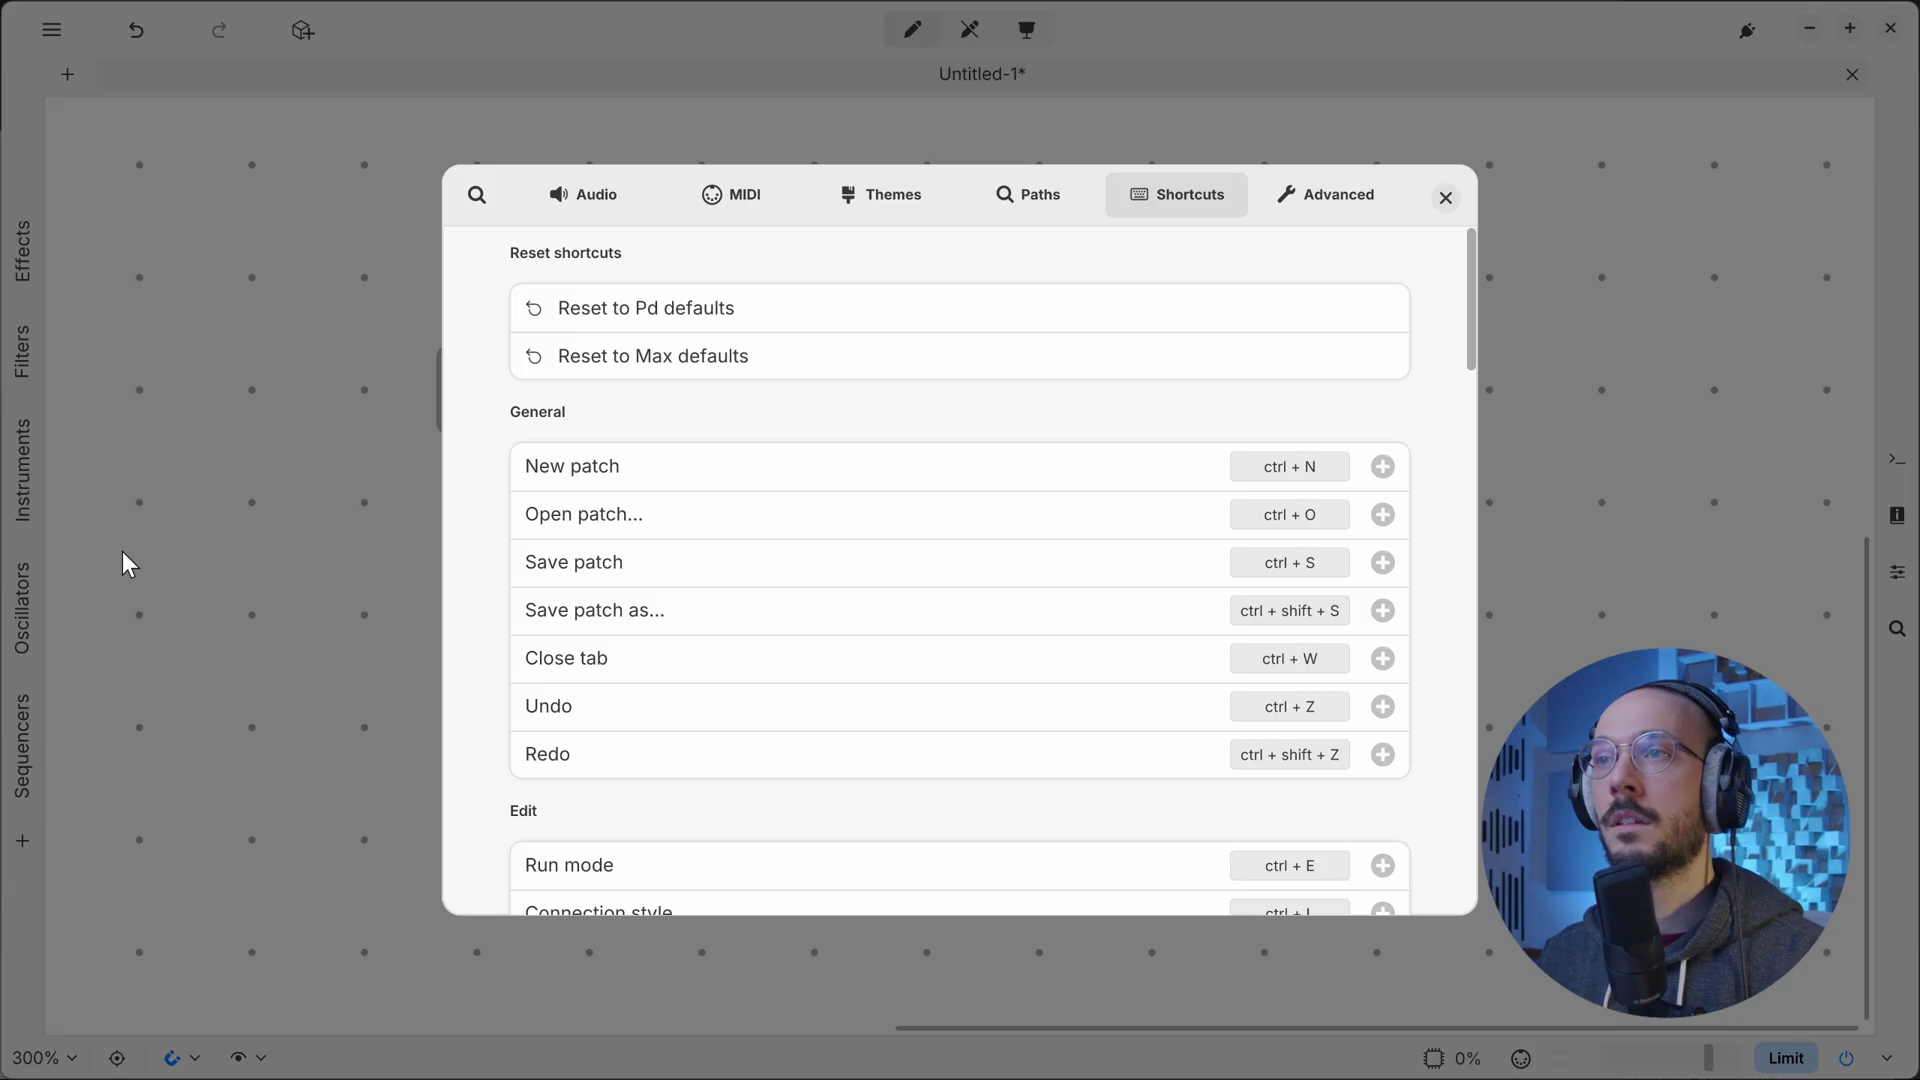 Untitled-1*
Effects
Filters
Instruments
Oscillators
Sequencers
Audio
MIDI
Themes
Paths
Shortcuts
Advanced
Reset shortcuts
Reset to Pd defaults
Reset to Max defaults
General
New patch ctrl + N
Open patch... ctrl + O
Save patch ctrl + S
Save patch as... ctrl + shift + S
Close tab ctrl + W
Undo ctrl + Z
Redo ctrl + shift + Z
Edit
Run mode ctrl + E
Connection style
300%
0%
Limit